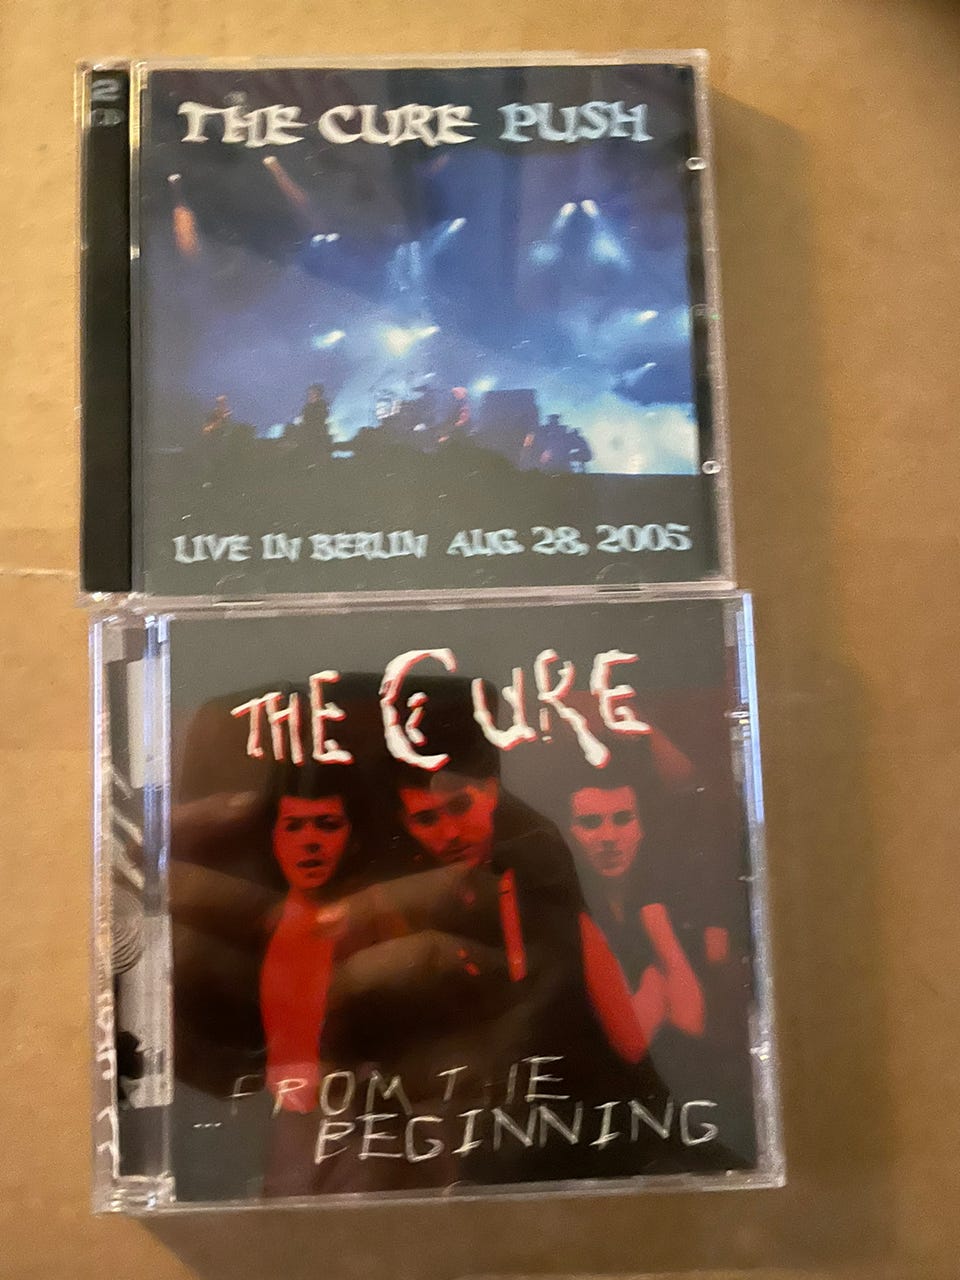 2
CD
THE CURE PUSH
LIVE IN BERLIN AUG. 28, 2005
THE CURE
FROM THE
... BEGINNING